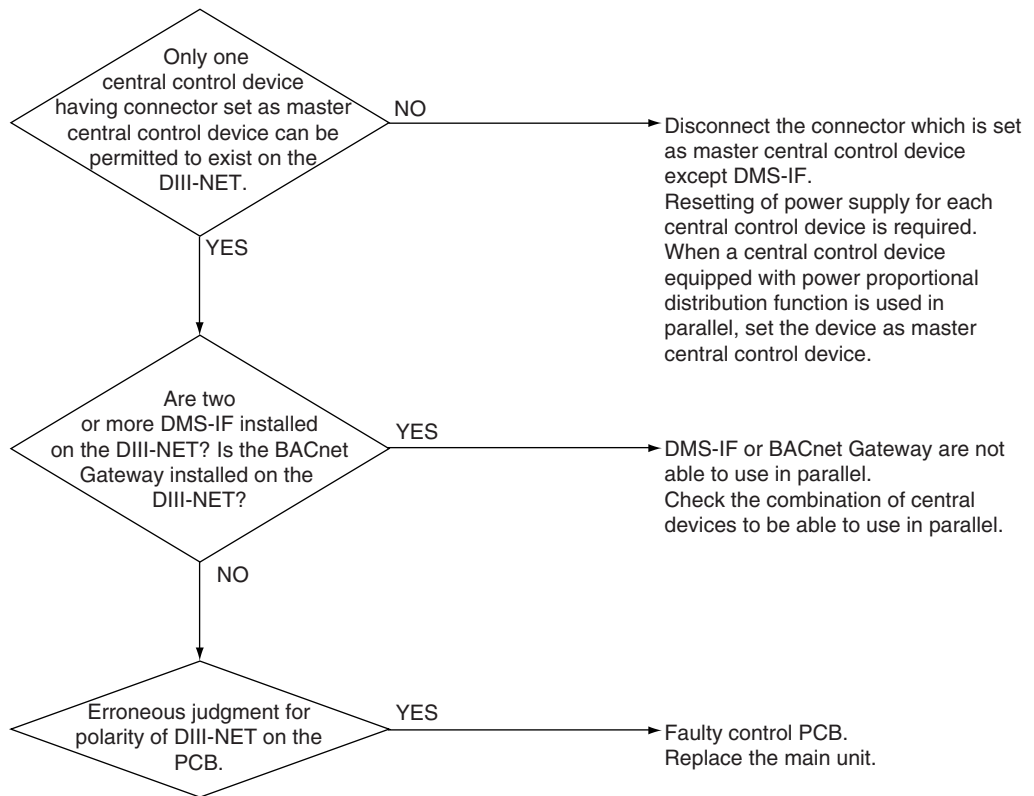 Only one
central control device
having connector set as master
central control device can be
permitted to exist on the
DIII-NET.
NO
Disconnect the connector which is set
as master central control device
except DMS-IF.
Resetting of power supply for each
central control device is required.
When a central control device
equipped with power proportional
distribution function is used in
parallel, set the device as master
central control device.
YES
Are two
or more DMS-IF installed
on the DIII-NET? Is the BACnet
Gateway installed on the
DIII-NET?
YES
DMS-IF or BACnet Gateway are not
able to use in parallel.
Check the combination of central
devices to be able to use in parallel.
NO
Erroneous judgment for
polarity of DIII-NET on the
PCB.
YES
Faulty control PCB.
Replace the main unit.